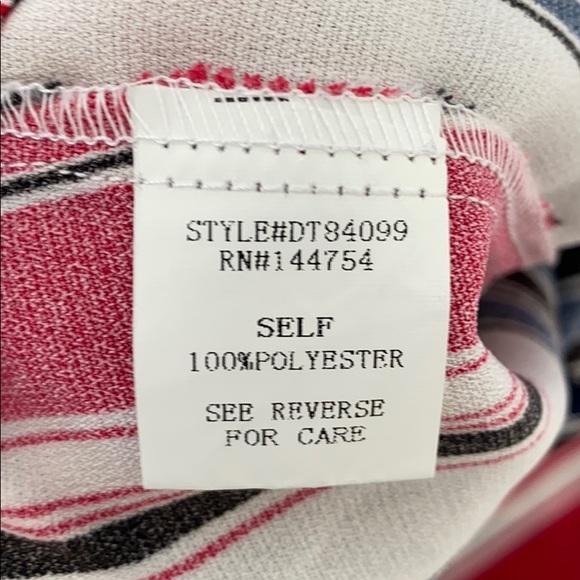 STYLE#DT84099
RN#144754
SELF
100%POLYESTER
SEE REVERSE
FOR CARE